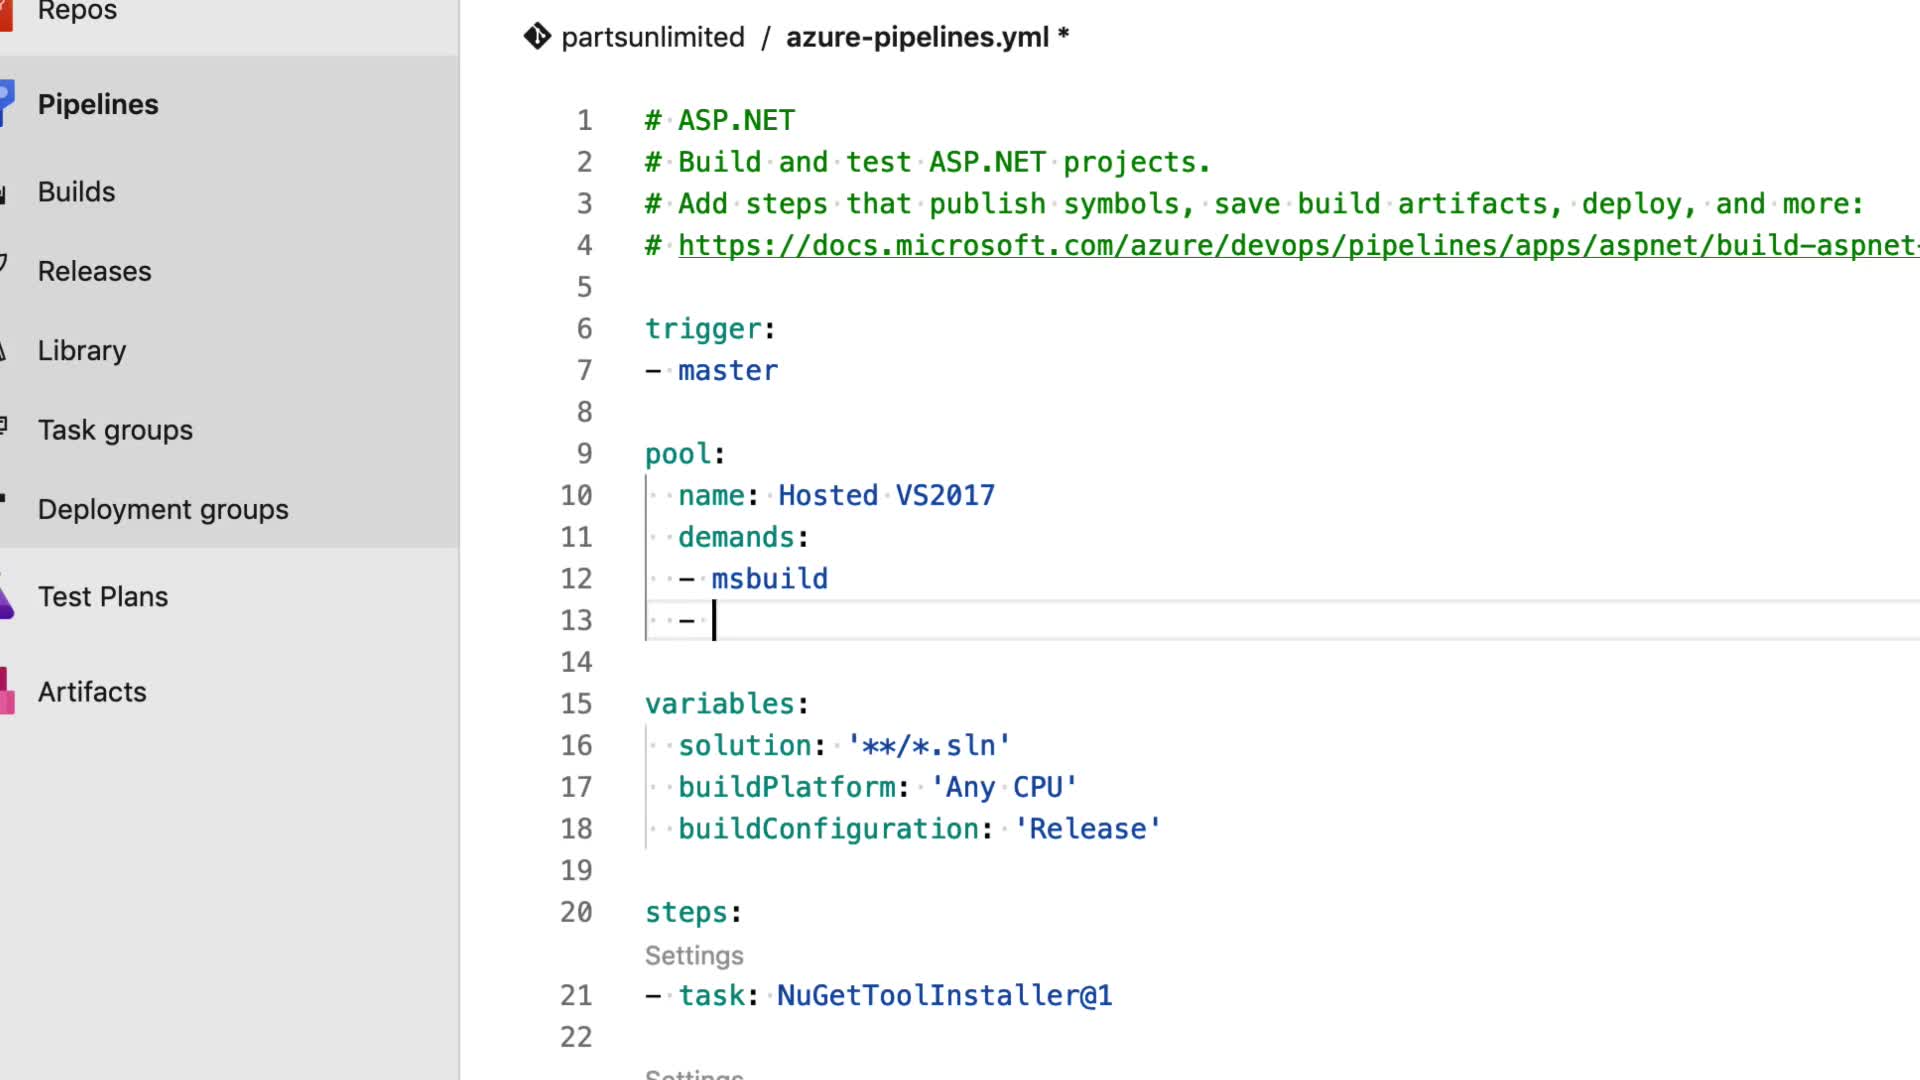 Repos
Pipelines
Builds
Releases
Library
Task groups
Deployment groups
Test Plans
Artifacts
partsunlimited / azure-pipelines.yml *
1 # ASP.NET
2 # Build and test ASP.NET projects.
3 # Add steps that publish symbols, save build artifacts, deploy, and more:
4 # https://docs.microsoft.com/azure/devops/pipelines/apps/aspnet/build-aspnet-
5
6 trigger:
7 - master
8
9 pool:
10 name: Hosted VS2017
11 demands:
12 - msbuild
13 -
14
15 variables:
16 solution: '**/*.sln'
17 buildPlatform: 'Any CPU'
18 buildConfiguration: 'Release'
19
20 steps:
Settings
21 - task: NuGetToolInstaller@1
22
Settings